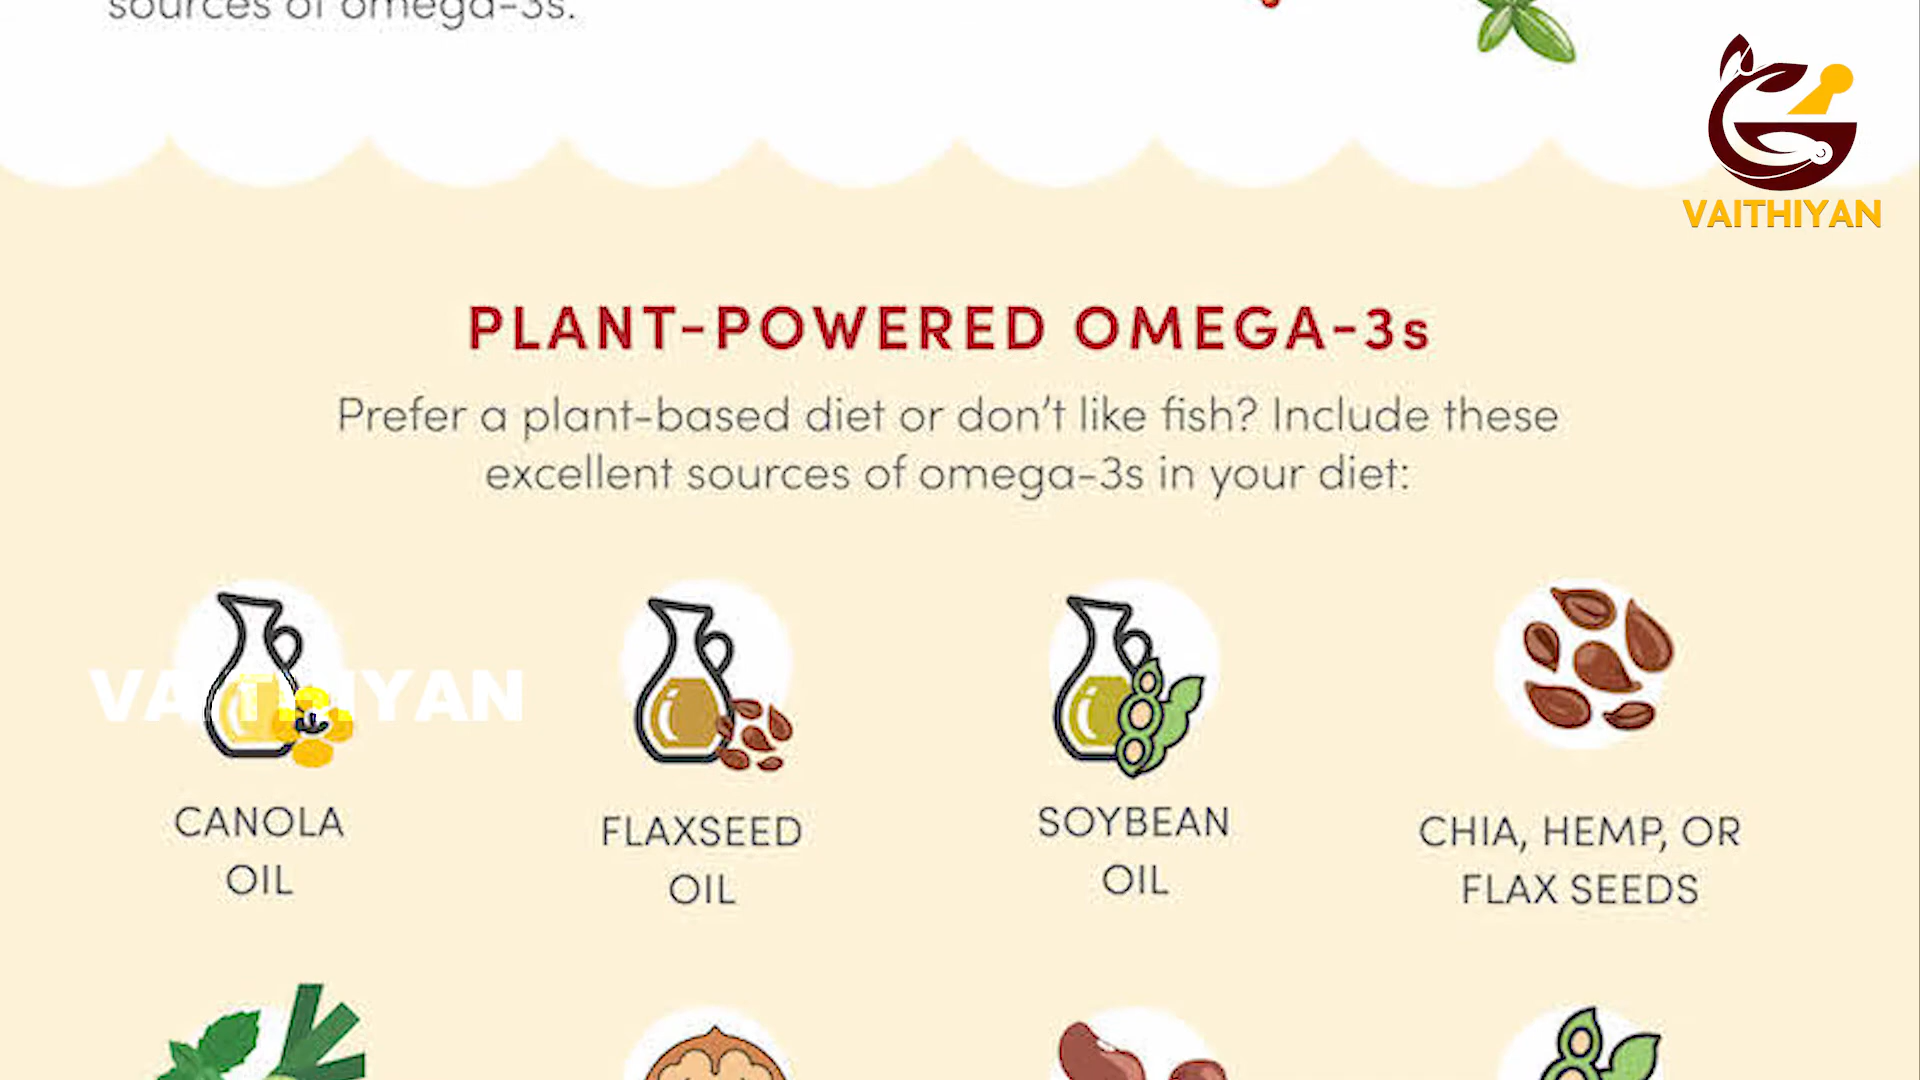 sources of omega-3s.
VAITHIYAN
PLANT-POWERED OMEGA-3s
Prefer a plant-based diet or don't like fish? Include these
excellent sources of omega-3s in your diet:
VAITHIYAN
CANOLA
OIL
FLAXSEED
OIL
SOYBEAN
OIL
CHIA, HEMP, OR
FLAX SEEDS